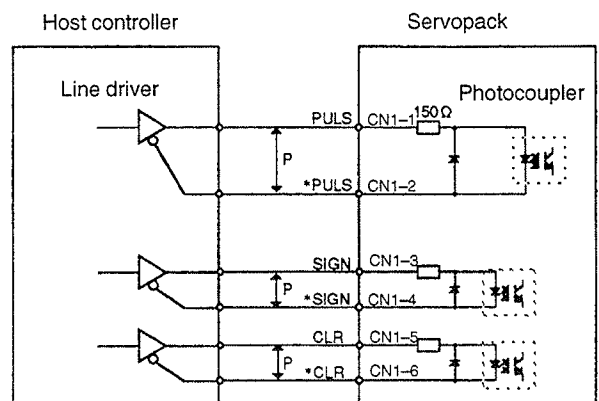 Host controller
Servopack
Line driver
Photocoupler
PULS
CN1–1
150Ω
P
*PULS
CN1–2
SIGN
CN1–3
P
*SIGN
CN1–4
CLR
CN1–5
P
*CLR
CN1–6